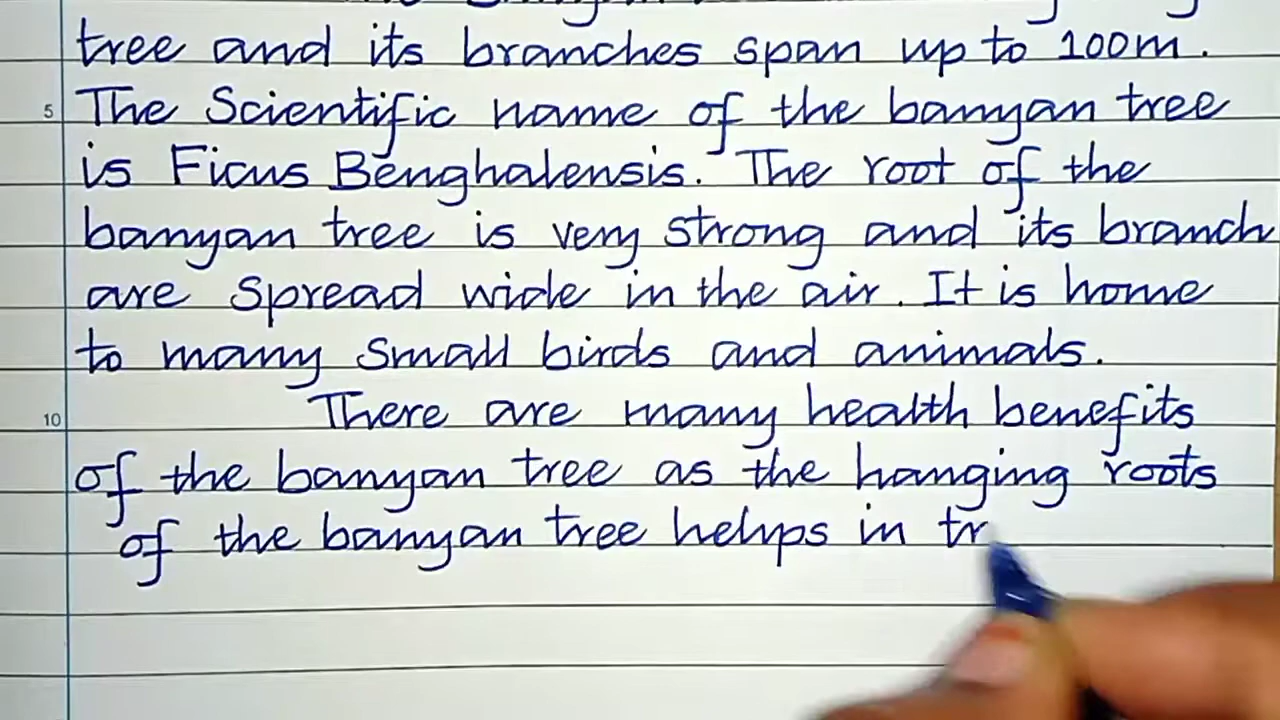 tree and its branches span up to 100m.
5 The Scientific name of the banyan tree
is Ficus Benghalensis. The root of the
banyan tree is very strong and its branch
are spread wide in the air. It is home
to many small birds and animals.
10 There are many health benefits
of the banyan tree as the hanging roots
of the banyan tree helps in tr